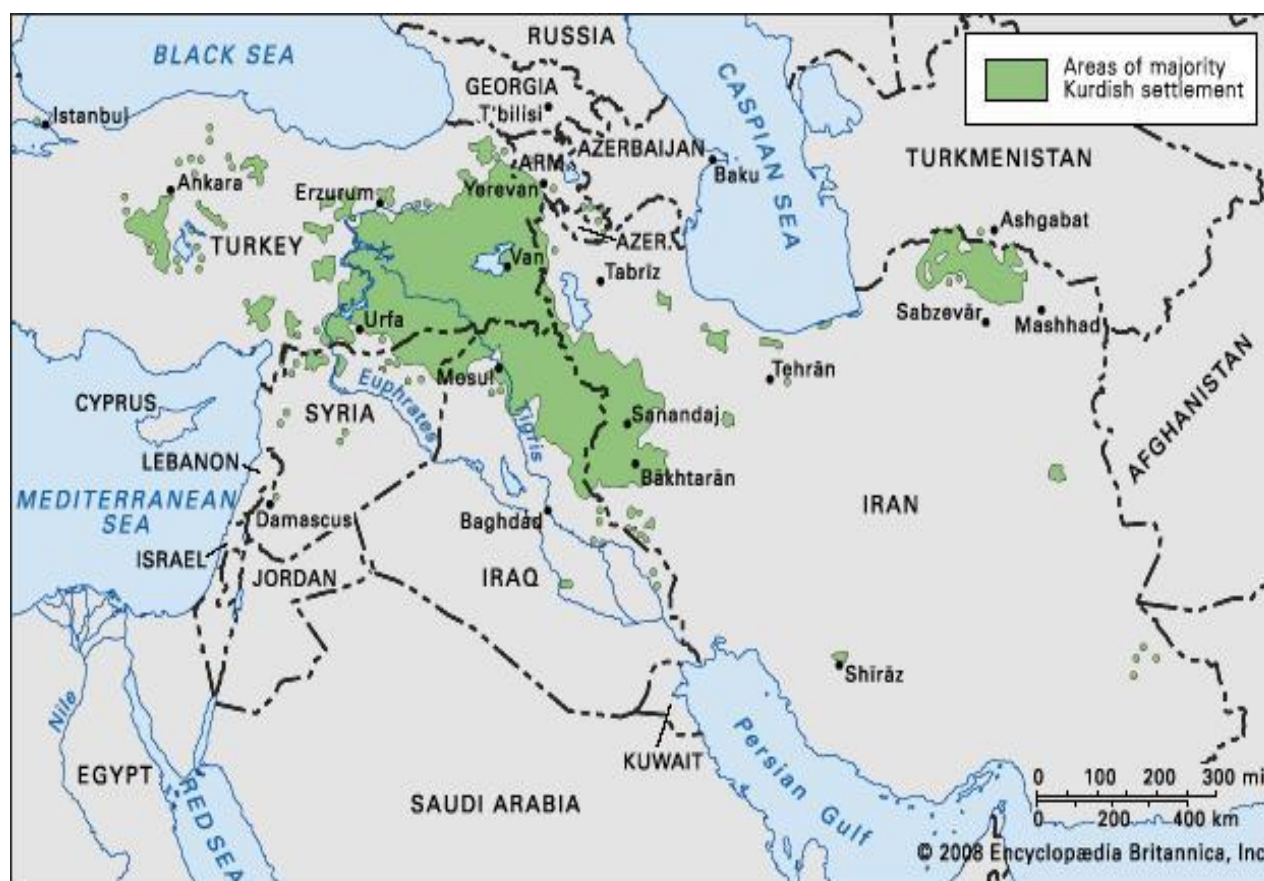 RUSSIA
BLACK SEA
GEORGIA
T'bilisi
Istanbul
CASPIAN SEA
Areas of majority
Kurdish settlement
ARM.
AZERBAIJAN
Baku
TURKMENISTAN
Ankara
Erzurum
Yerevan
TURKEY
AZER.
Ashgabat
Van
Tabrīz
Urfa
Sabzevār
Mashhad
Mosul
Tehrān
CYPRUS
SYRIA
Euphrates
Tigris
Sanandaj
AFGHANISTAN
LEBANON
Bākhtarān
MEDITERRANEAN
SEA
Damascus
Baghdād
IRAN
ISRAEL
JORDAN
IRAQ
Shīrāz
Nile
KUWAIT
Persian Gulf
EGYPT
RED SEA
SAUDI ARABIA
0 100 200 300 mi
0 200 400 km
© 2008 Encyclopædia Britannica, Inc